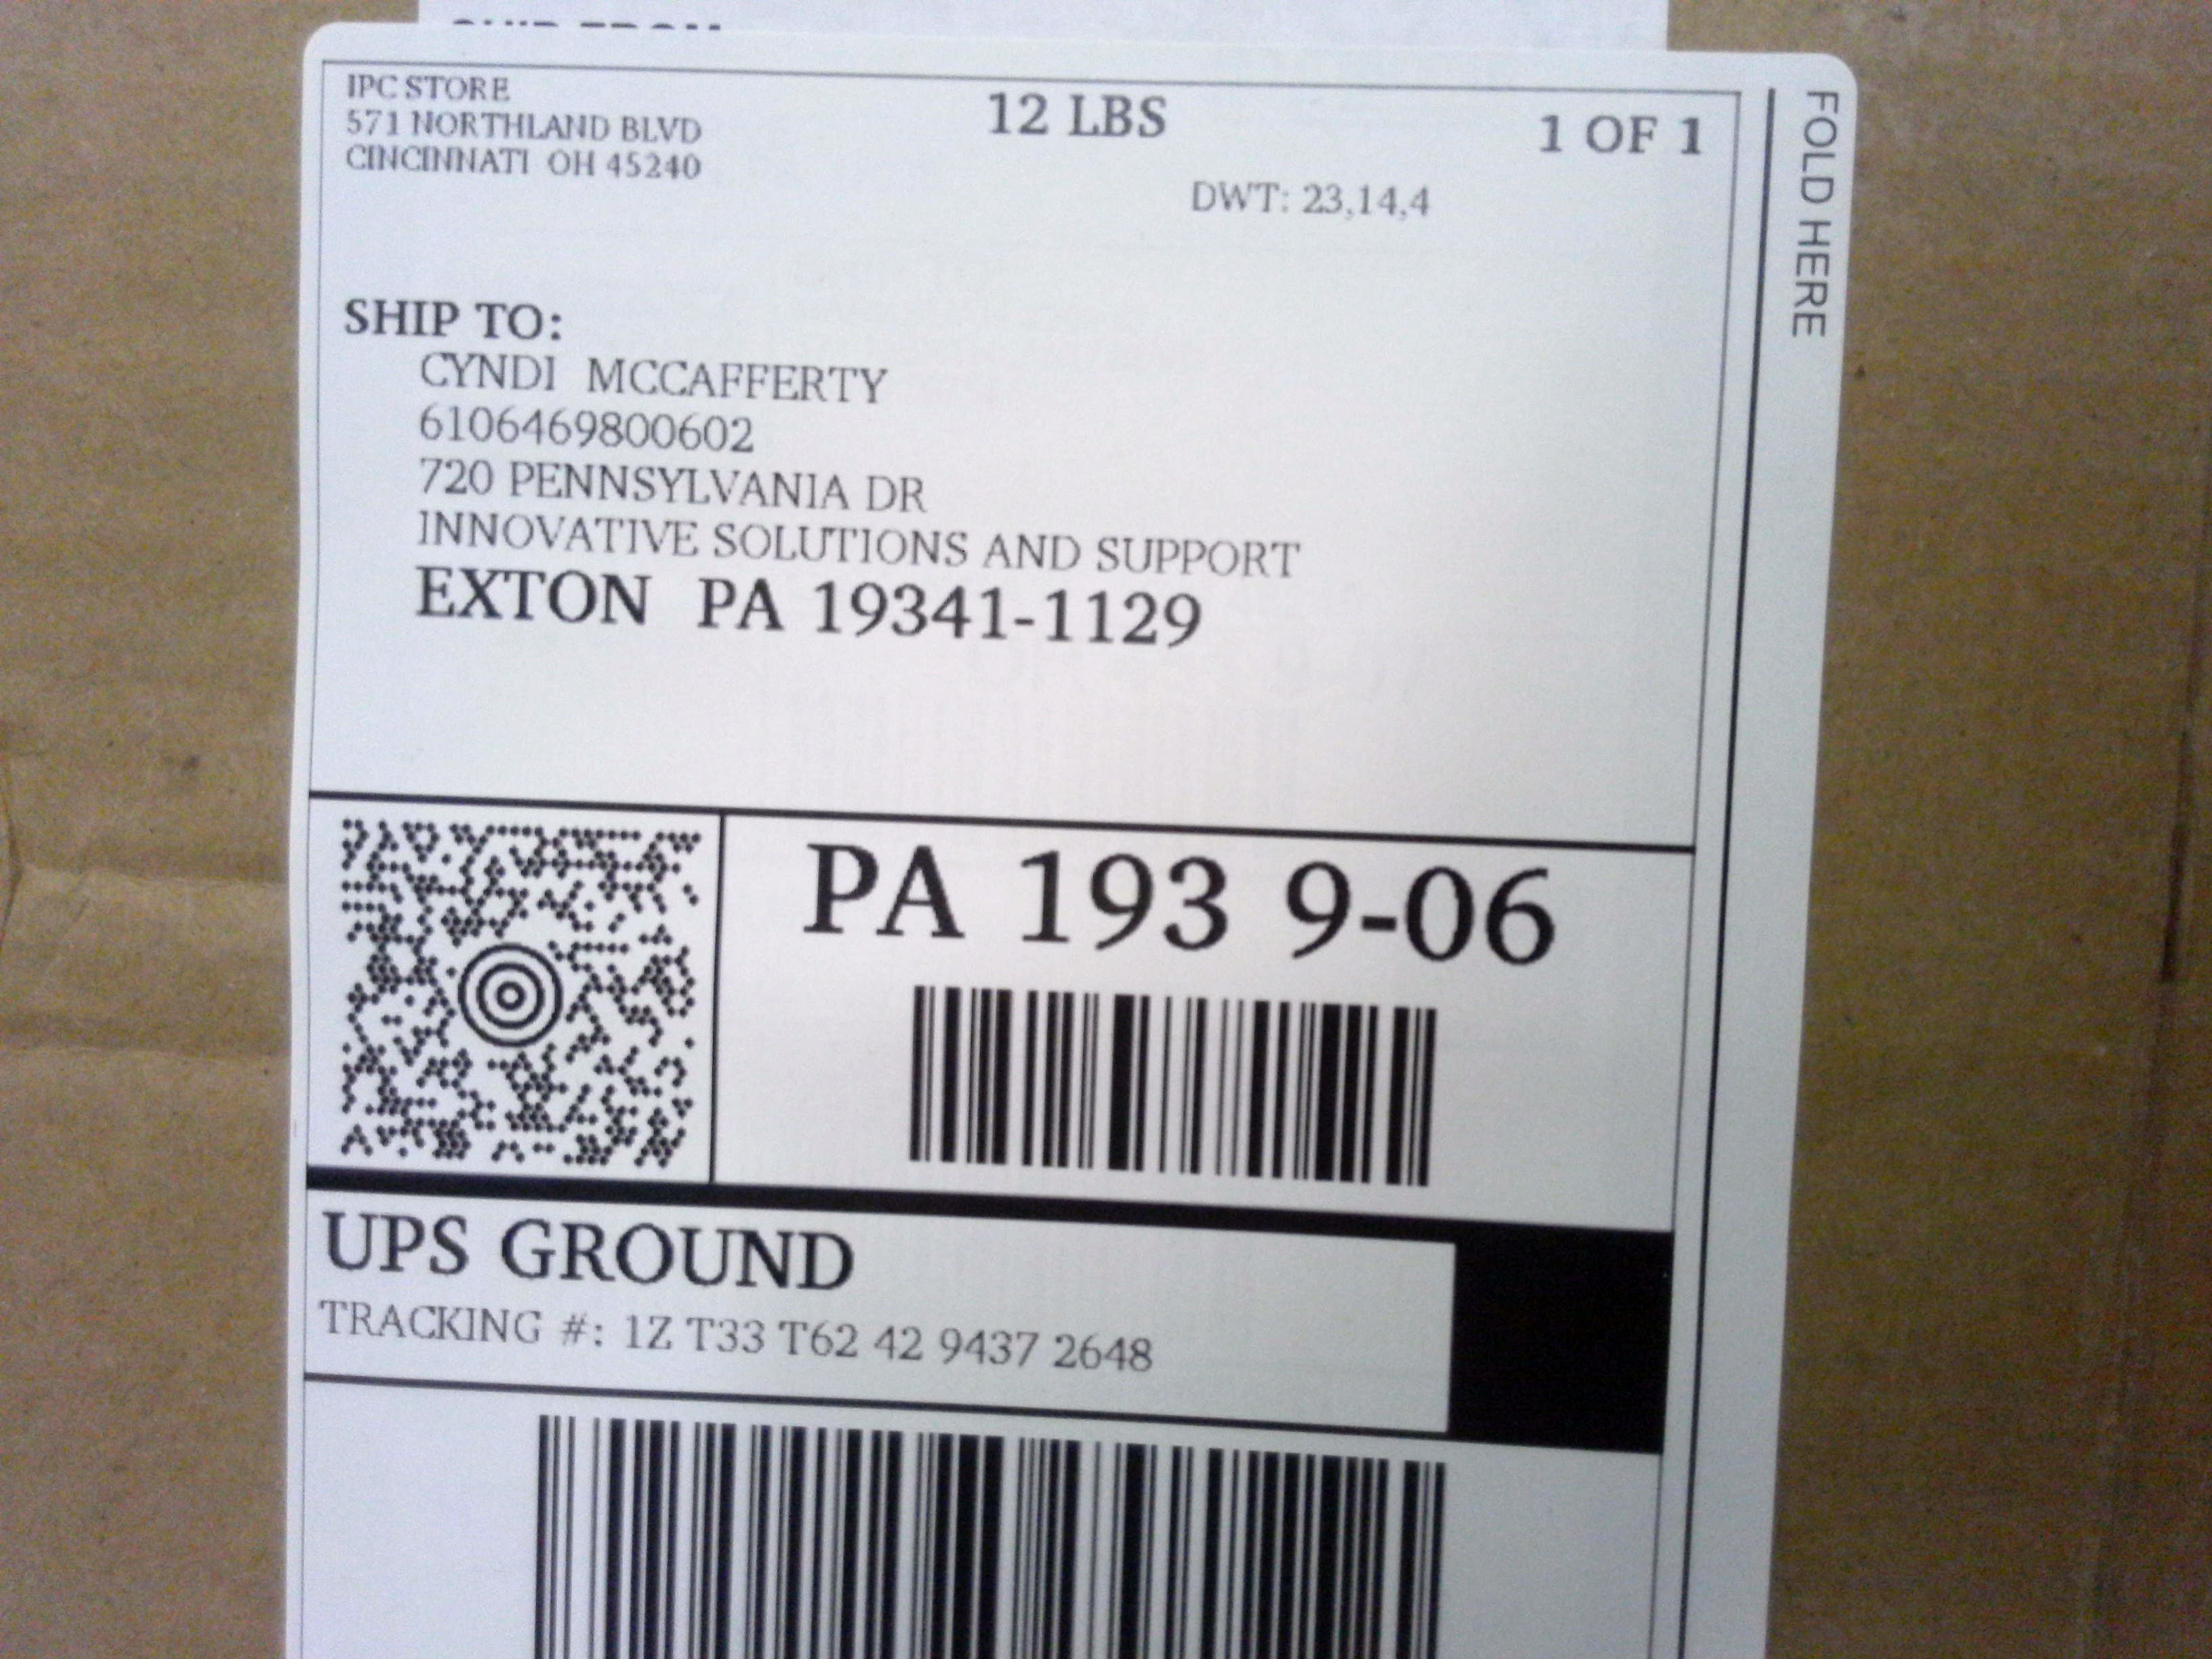 IPC STORE
571 NORTHLAND BLVD
CINCINNATI OH 45240
12 LBS
1 OF 1
DWT: 23,14,4
FOLD HERE
SHIP TO:
CYNDI MCCAFFERTY
6106469800602
720 PENNSYLVANIA DR
INNOVATIVE SOLUTIONS AND SUPPORT
EXTON PA 19341-1129
PA 193 9-06
UPS GROUND
TRACKING #: 1Z T33 T62 42 9437 2648